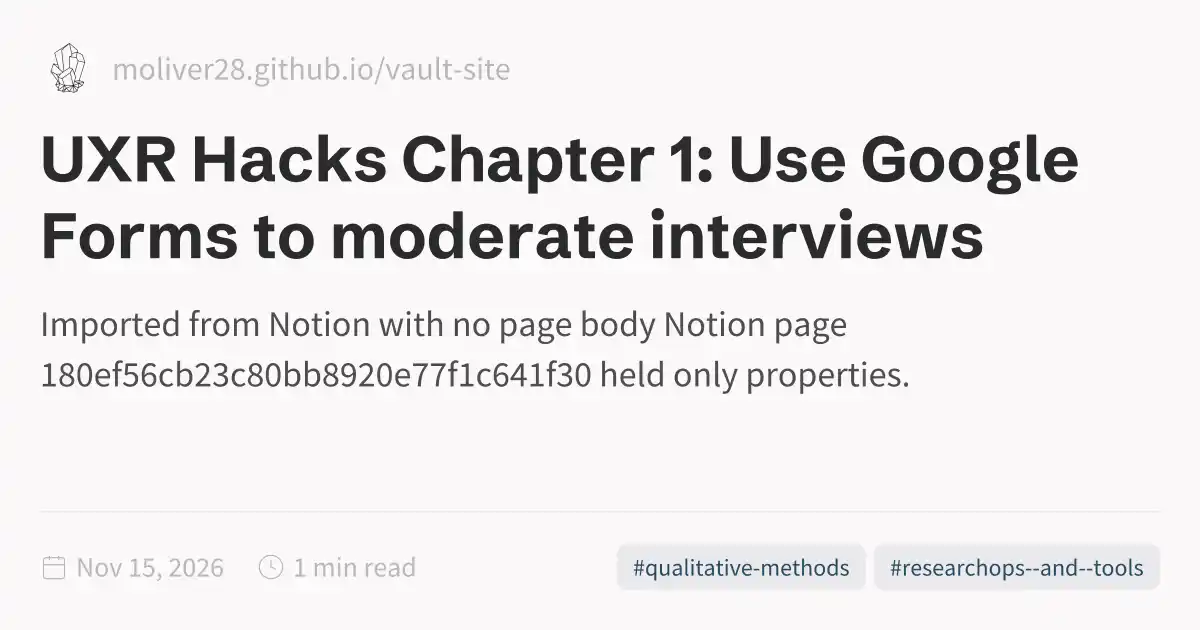 moliver28.github.io/vault-site
UXR Hacks Chapter 1: Use Google
Forms to moderate interviews
Imported from Notion with no page body Notion page
180ef56cb23c80bb8920e77f1c641f30 held only properties.
Nov 15, 2026 1 min read #qualitative-methods #researchops--and--tools